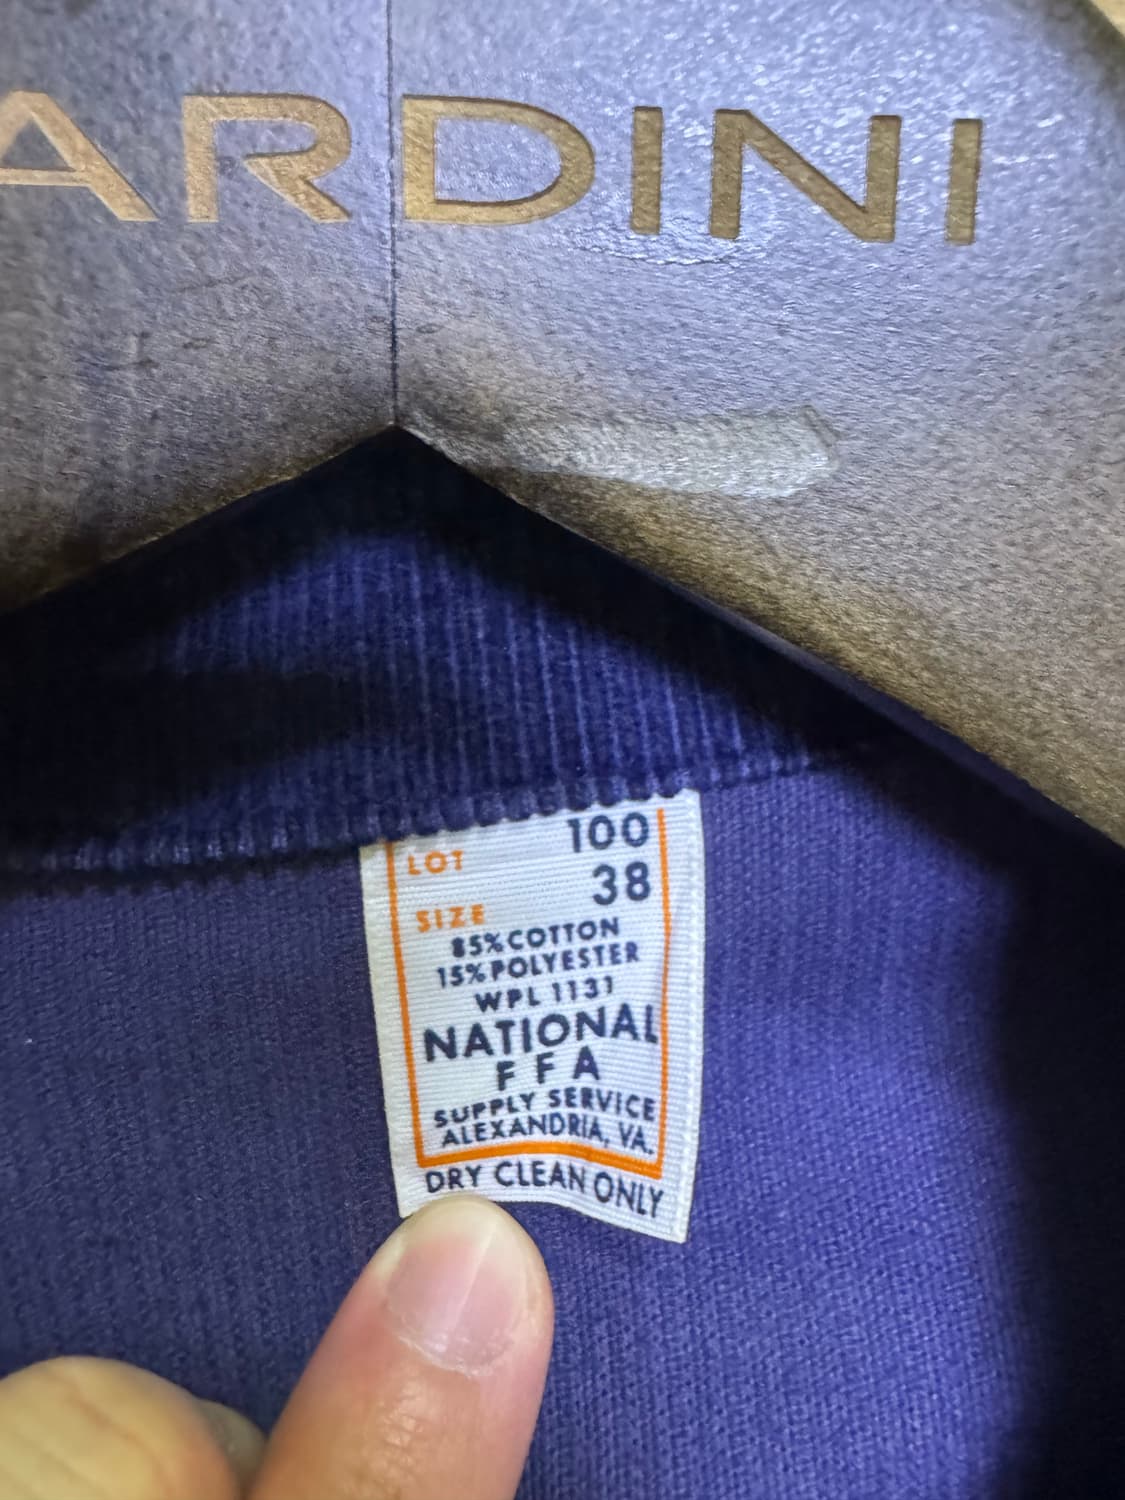 ARDINI
LOT 100
SIZE 38
85% COTTON
15% POLYESTER
WPL 1131
NATIONAL
FFA
SUPPLY SERVICE
ALEXANDRIA, VA.
DRY CLEAN ONLY